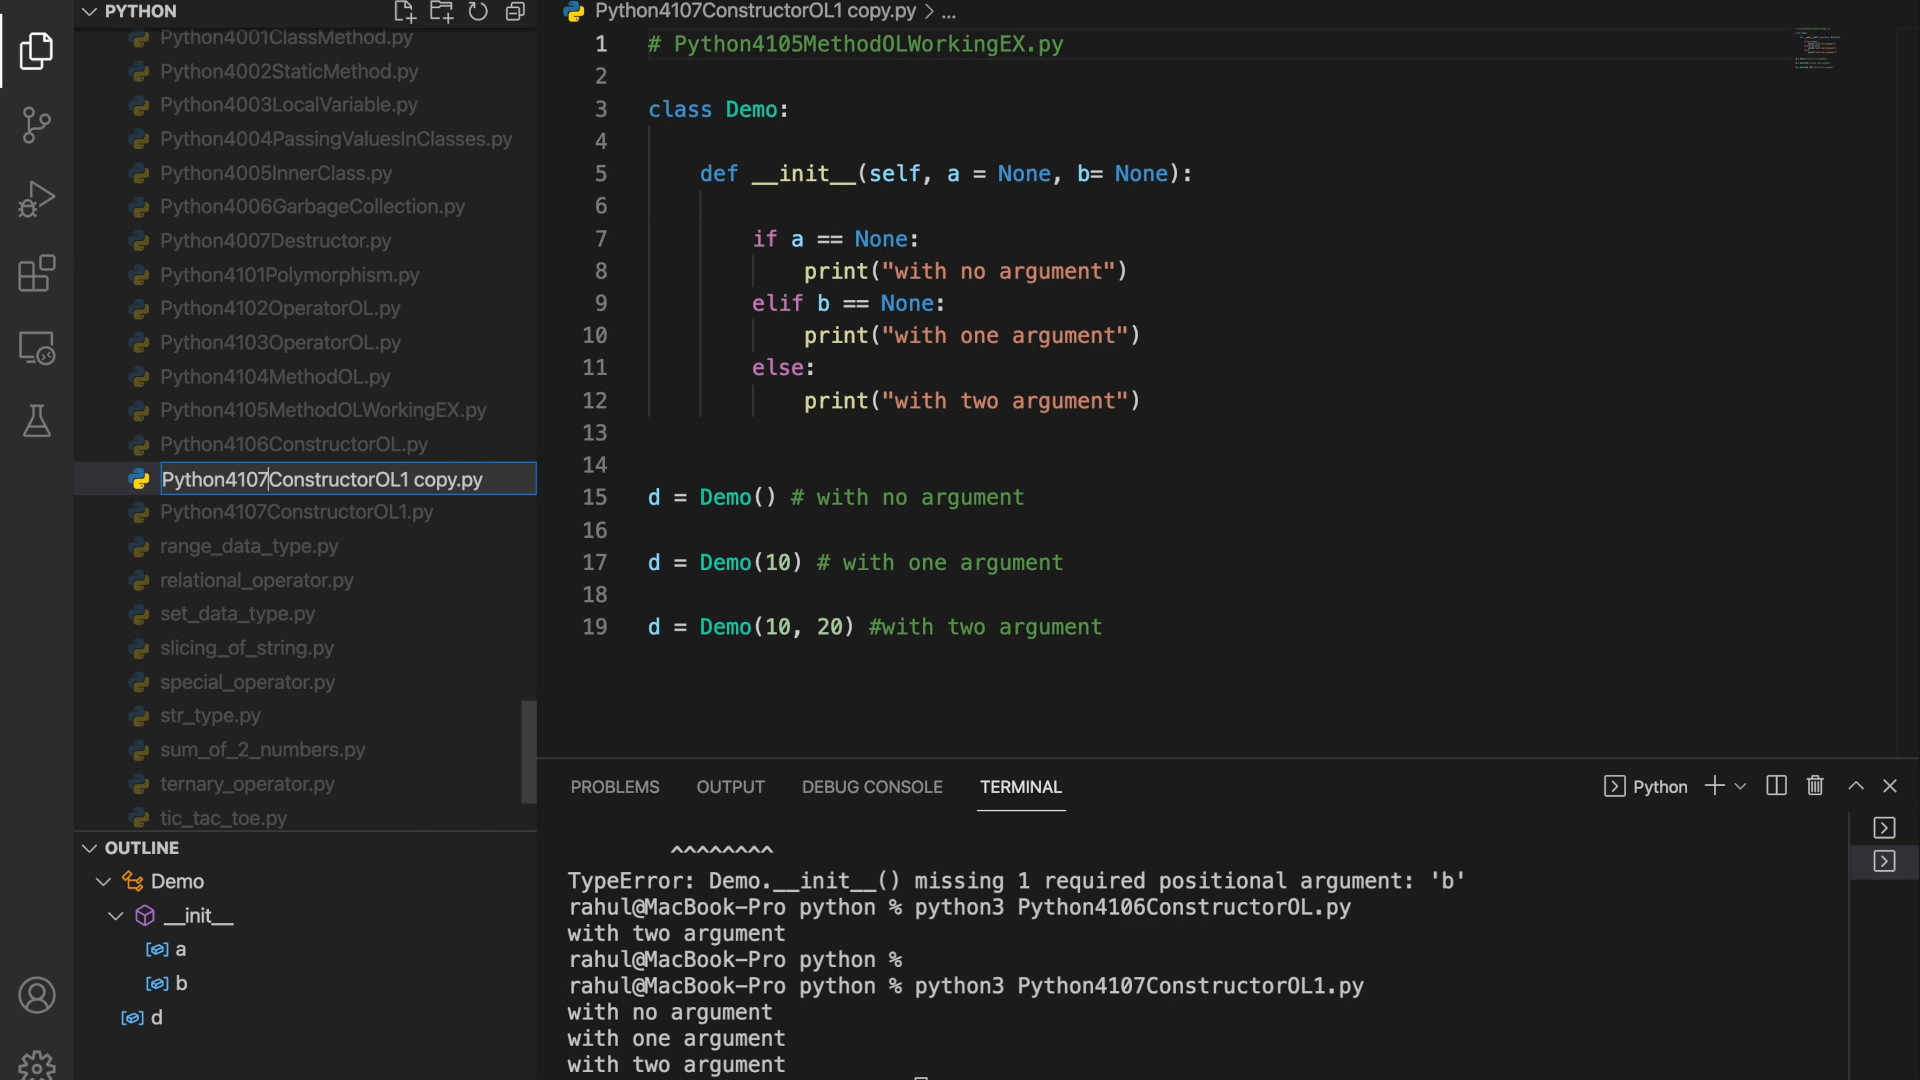 PYTHON
Python4001ClassMethod.py
Python4002StaticMethod.py
Python4003LocalVariable.py
Python4004PassingValuesInClasses.py
Python4005InnerClass.py
Python4006GarbageCollection.py
Python4007Destructor.py
Python4101Polymorphism.py
Python4102OperatorOL.py
Python4103OperatorOL.py
Python4104MethodOL.py
Python4105MethodOLWorkingEX.py
Python4106ConstructorOL.py
Python4107ConstructorOL1 copy.py
Python4107ConstructorOL1.py
range_data_type.py
relational_operator.py
set_data_type.py
slicing_of_string.py
special_operator.py
str_type.py
sum_of_2_numbers.py
ternary_operator.py
tic_tac_toe.py
OUTLINE
Demo
__init__
a
b
d
Python4107ConstructorOL1 copy.py > ...
1 # Python4105MethodOLWorkingEX.py
2
3 class Demo:
4
5 def __init__(self, a = None, b= None):
6
7 if a == None:
8 print("with no argument")
9 elif b == None:
10 print("with one argument")
11 else:
12 print("with two argument")
13
14
15 d = Demo() # with no argument
16
17 d = Demo(10) # with one argument
18
19 d = Demo(10, 20) #with two argument
PROBLEMS OUTPUT DEBUG CONSOLE TERMINAL Python
^^^^^^^^
TypeError: Demo.__init__() missing 1 required positional argument: 'b'
rahul@MacBook-Pro python % python3 Python4106ConstructorOL.py
with two argument
rahul@MacBook-Pro python %
rahul@MacBook-Pro python % python3 Python4107ConstructorOL1.py
with no argument
with one argument
with two argument